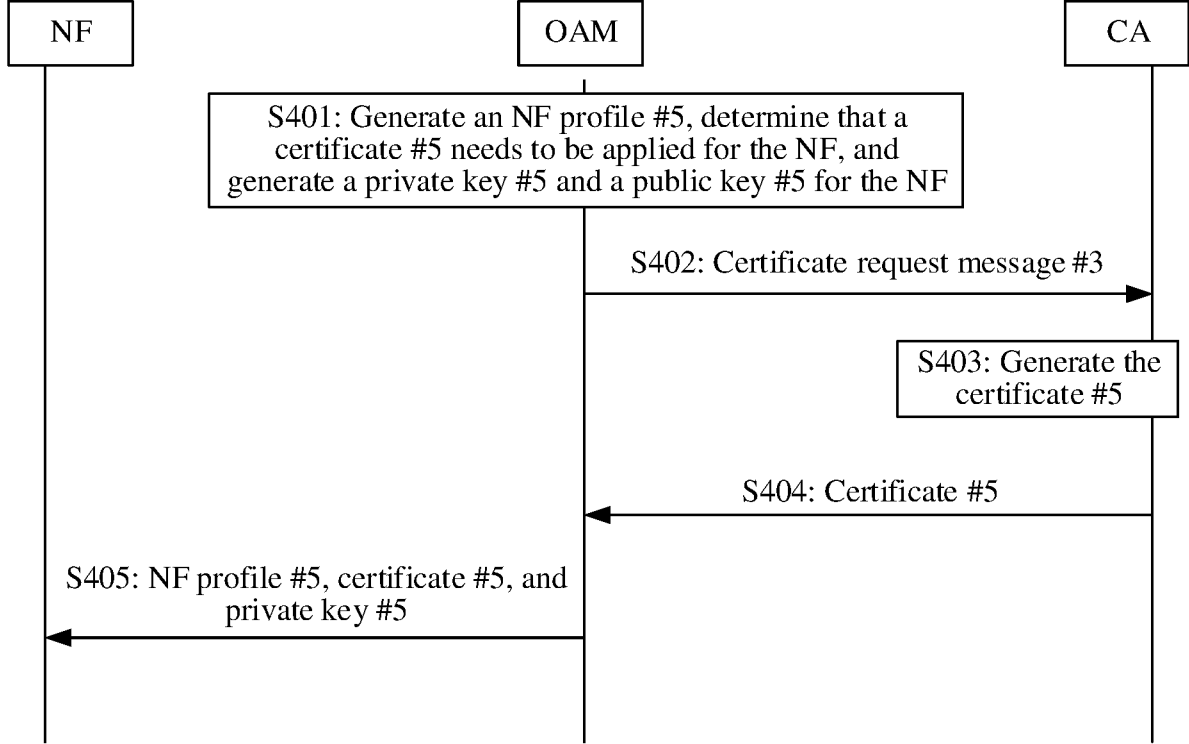 NF
OAM
CA
S401: Generate an NF profile #5, determine that a
certificate #5 needs to be applied for the NF, and
generate a private key #5 and a public key #5 for the NF
S402: Certificate request message #3
S403: Generate the
certificate #5
S404: Certificate #5
S405: NF profile #5, certificate #5, and
private key #5